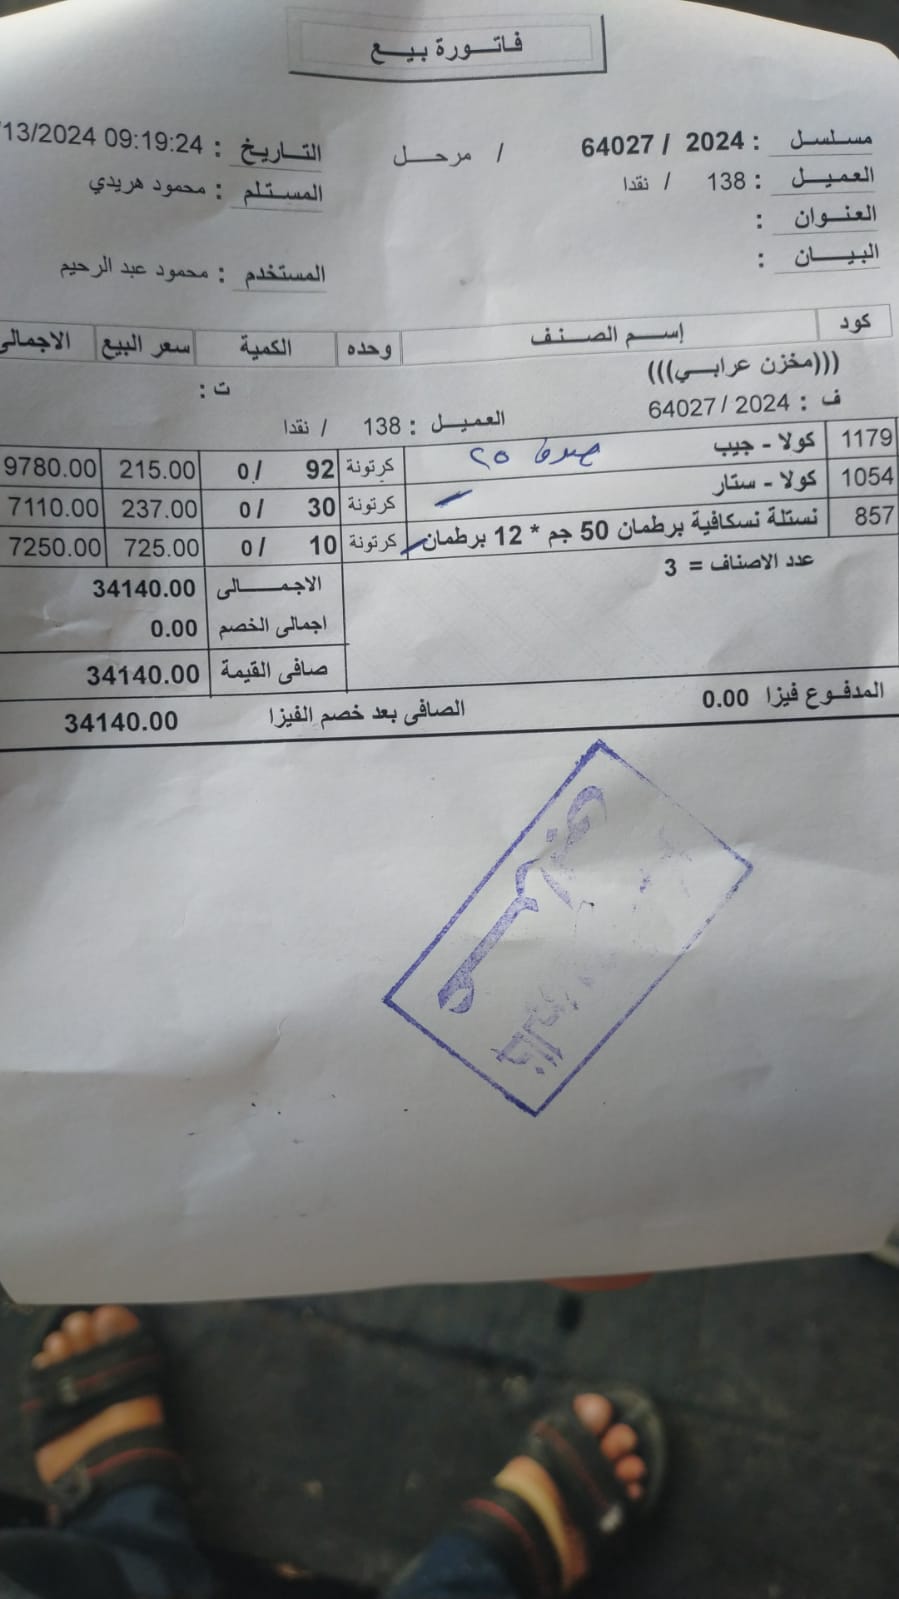 فاتورة بيع
مسلسل : 2024 / 64027 / مرحل التاريخ : /13/2024 09:19:24
العميل : 138 / نقدا المستلم : محمود هريدي
العنوان :
البيان : المستخدم : محمود عبد الرحيم
كود إسم الصنف وحده الكمية سعر البيع الاجمالى
(((مخزن عرابي)))
ف : 2024 / 64027 العميل : 138 / نقدا ت :
1179 كولا - جيب ٢٥ كرتونة 92 /0 215.00 9780.00
1054 كولا - ستار كرتونة 30 /0 237.00 7110.00
857 نستلة نسكافية برطمان 50 جم * 12 برطمان كرتونة 10 /0 725.00 7250.00
عدد الاصناف = 3 الاجمالى 34140.00
اجمالى الخصم 0.00
صافى القيمة 34140.00
المدفوع فيزا 0.00 الصافى بعد خصم الفيزا 34140.00